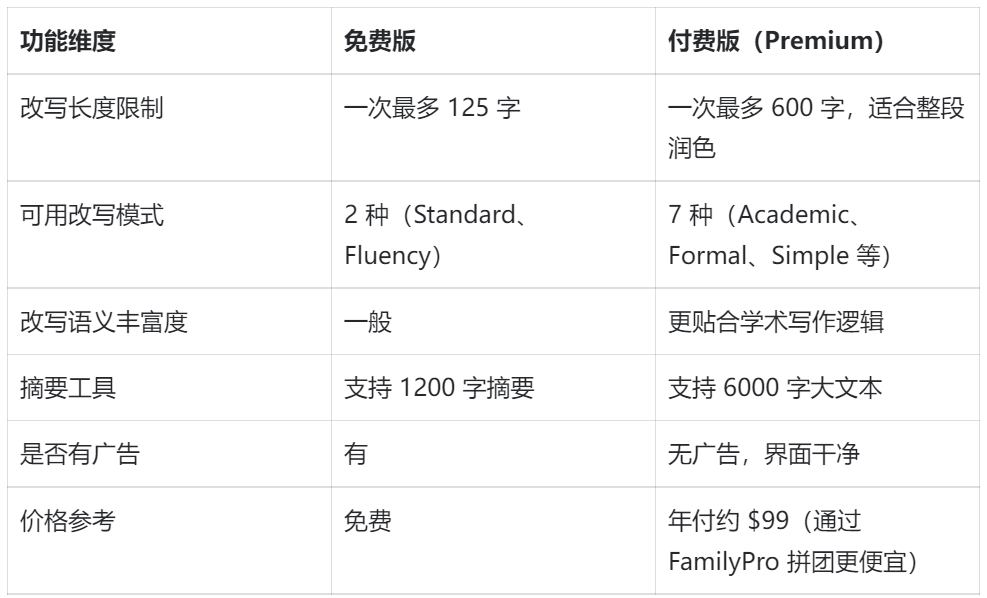 功能维度 免费版 付费版（Premium）
改写长度限制 一次最多 125 字 一次最多 600 字，适合整段
润色
可用改写模式 2 种（Standard、 7 种（Academic、
Fluency） Formal、Simple 等）
改写语义丰富度 一般 更贴合学术写作逻辑
摘要工具 支持 1200 字摘要 支持 6000 字大文本
是否有广告 有 无广告，界面干净
价格参考 免费 年付约 $99（通过
FamilyPro 拼团更便宜）